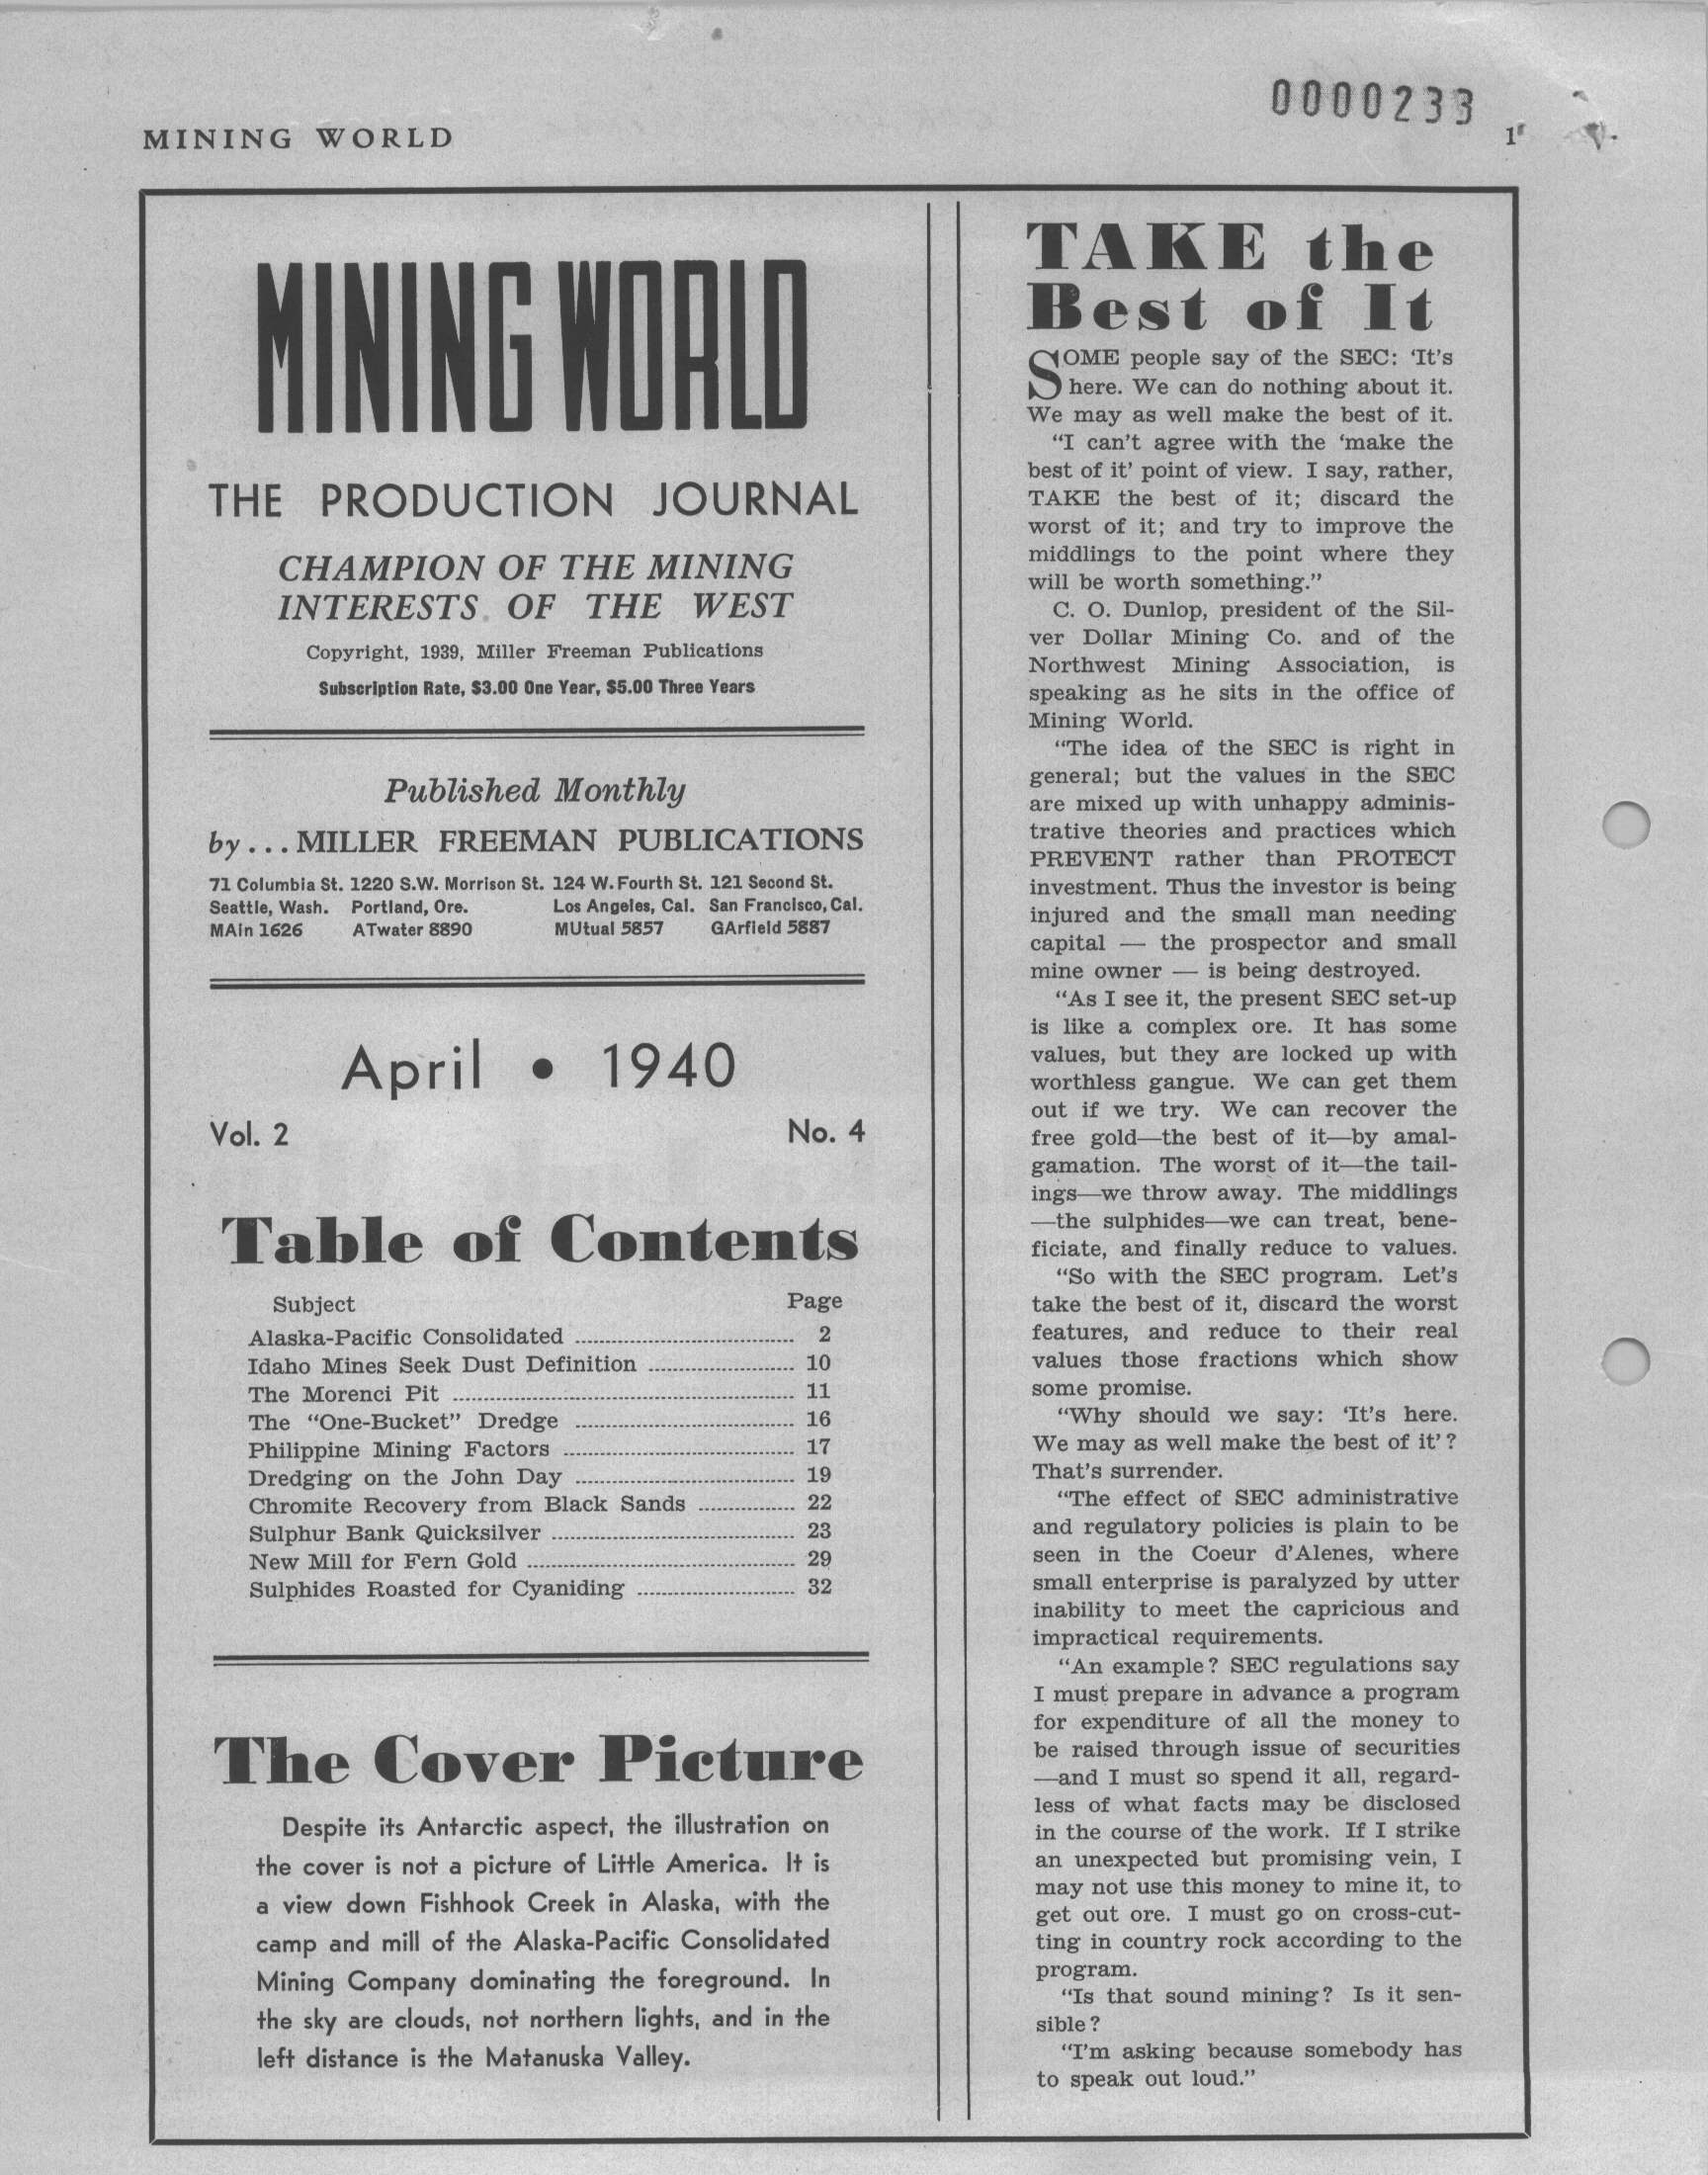 0000233
MINING WORLD
1
MINING WORLD
THE PRODUCTION JOURNAL
CHAMPION OF THE MINING
INTERESTS OF THE WEST
Copyright, 1939, Miller Freeman Publications
Subscription Rate, $3.00 One Year, $5.00 Three Years
Published Monthly
by... MILLER FREEMAN PUBLICATIONS
71 Columbia St. 1220 S.W. Morrison St. 124 W. Fourth St. 121 Second St.
Seattle, Wash. Portland, Ore. Los Angeles, Cal. San Francisco, Cal.
MAin 1626 ATwater 8890 MUtual 5857 GArfield 5887
April • 1940
Vol. 2 No. 4
Table of Contents
Subject Page
Alaska-Pacific Consolidated 2
Idaho Mines Seek Dust Definition 10
The Morenci Pit 11
The "One-Bucket" Dredge 16
Philippine Mining Factors 17
Dredging on the John Day 19
Chromite Recovery from Black Sands 22
Sulphur Bank Quicksilver 23
New Mill for Fern Gold 29
Sulphides Roasted for Cyaniding 32
The Cover Picture
Despite its Antarctic aspect, the illustration on
the cover is not a picture of Little America. It is
a view down Fishhook Creek in Alaska, with the
camp and mill of the Alaska-Pacific Consolidated
Mining Company dominating the foreground. In
the sky are clouds, not northern lights, and in the
left distance is the Matanuska Valley.
TAKE the
Best of It
SOME people say of the SEC: 'It's
here. We can do nothing about it.
We may as well make the best of it.
"I can't agree with the 'make the
best of it' point of view. I say, rather,
TAKE the best of it; discard the
worst of it; and try to improve the
middlings to the point where they
will be worth something."
C. O. Dunlop, president of the Sil-
ver Dollar Mining Co. and of the
Northwest Mining Association, is
speaking as he sits in the office of
Mining World.
"The idea of the SEC is right in
general; but the values in the SEC
are mixed up with unhappy adminis-
trative theories and practices which
PREVENT rather than PROTECT
investment. Thus the investor is being
injured and the small man needing
capital — the prospector and small
mine owner — is being destroyed.
"As I see it, the present SEC set-up
is like a complex ore. It has some
values, but they are locked up with
worthless gangue. We can get them
out if we try. We can recover the
free gold—the best of it—by amal-
gamation. The worst of it—the tail-
ings—we throw away. The middlings
—the sulphides—we can treat, bene-
ficiate, and finally reduce to values.
"So with the SEC program. Let's
take the best of it, discard the worst
features, and reduce to their real
values those fractions which show
some promise.
"Why should we say: 'It's here.
We may as well make the best of it'?
That's surrender.
"The effect of SEC administrative
and regulatory policies is plain to be
seen in the Coeur d'Alenes, where
small enterprise is paralyzed by utter
inability to meet the capricious and
impractical requirements.
"An example? SEC regulations say
I must prepare in advance a program
for expenditure of all the money to
be raised through issue of securities
—and I must so spend it all, regard-
less of what facts may be disclosed
in the course of the work. If I strike
an unexpected but promising vein, I
may not use this money to mine it, to
get out ore. I must go on cross-cut-
ting in country rock according to the
program.
"Is that sound mining? Is it sen-
sible?
"I'm asking because somebody has
to speak out loud."